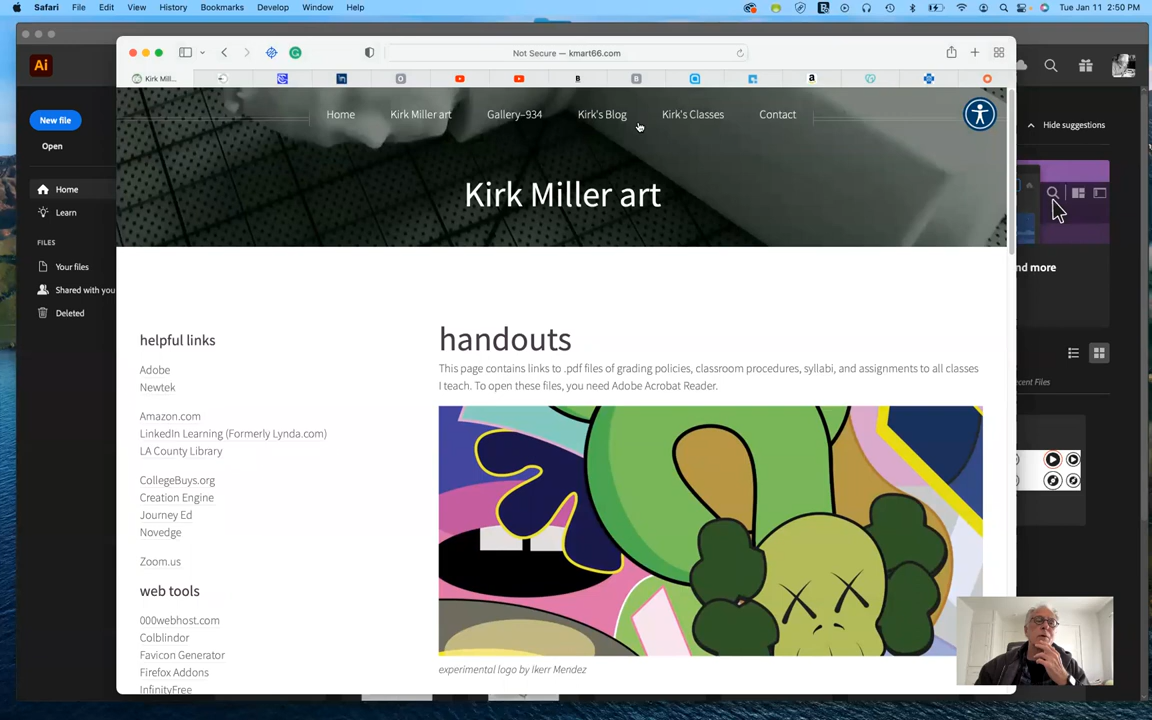 Safari File Edit View History Bookmarks Develop Window Help
Tue Jan 11 2:50 PM
Ai
Not Secure — kmart66.com
Kirk Mill...
New file
Open
Home
Learn
FILES
Your files
Shared with you
Deleted
Home Kirk Miller art Gallery–934 Kirk's Blog Kirk's Classes Contact
Hide suggestions
Kirk Miller art
nd more
helpful links
Adobe
Newtek
Amazon.com
LinkedIn Learning (Formerly Lynda.com)
LA County Library
CollegeBuys.org
Creation Engine
Journey Ed
Novedge
Zoom.us
web tools
000webhost.com
Colblindor
Favicon Generator
Firefox Addons
InfinityFree
handouts
This page contains links to .pdf files of grading policies, classroom procedures, syllabi, and assignments to all classes
I teach. To open these files, you need Adobe Acrobat Reader.
experimental logo by Ikerr Mendez
ecent Files